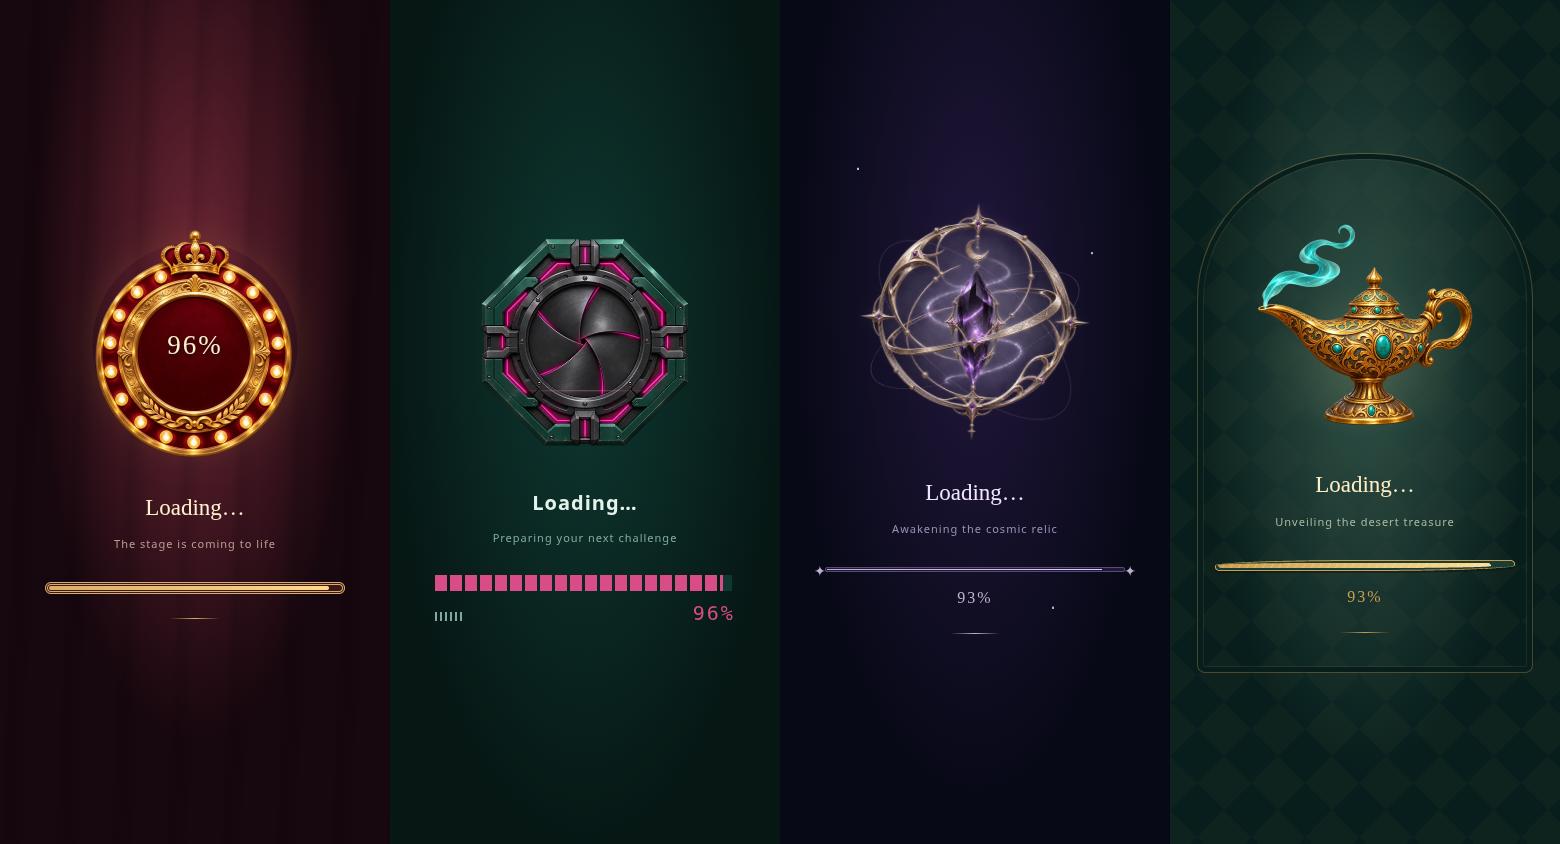 96%
Loading...
The stage is coming to life
Loading...
Preparing your next challenge
96%
Loading...
Awakening the cosmic relic
93%
Loading...
Unveiling the desert treasure
93%